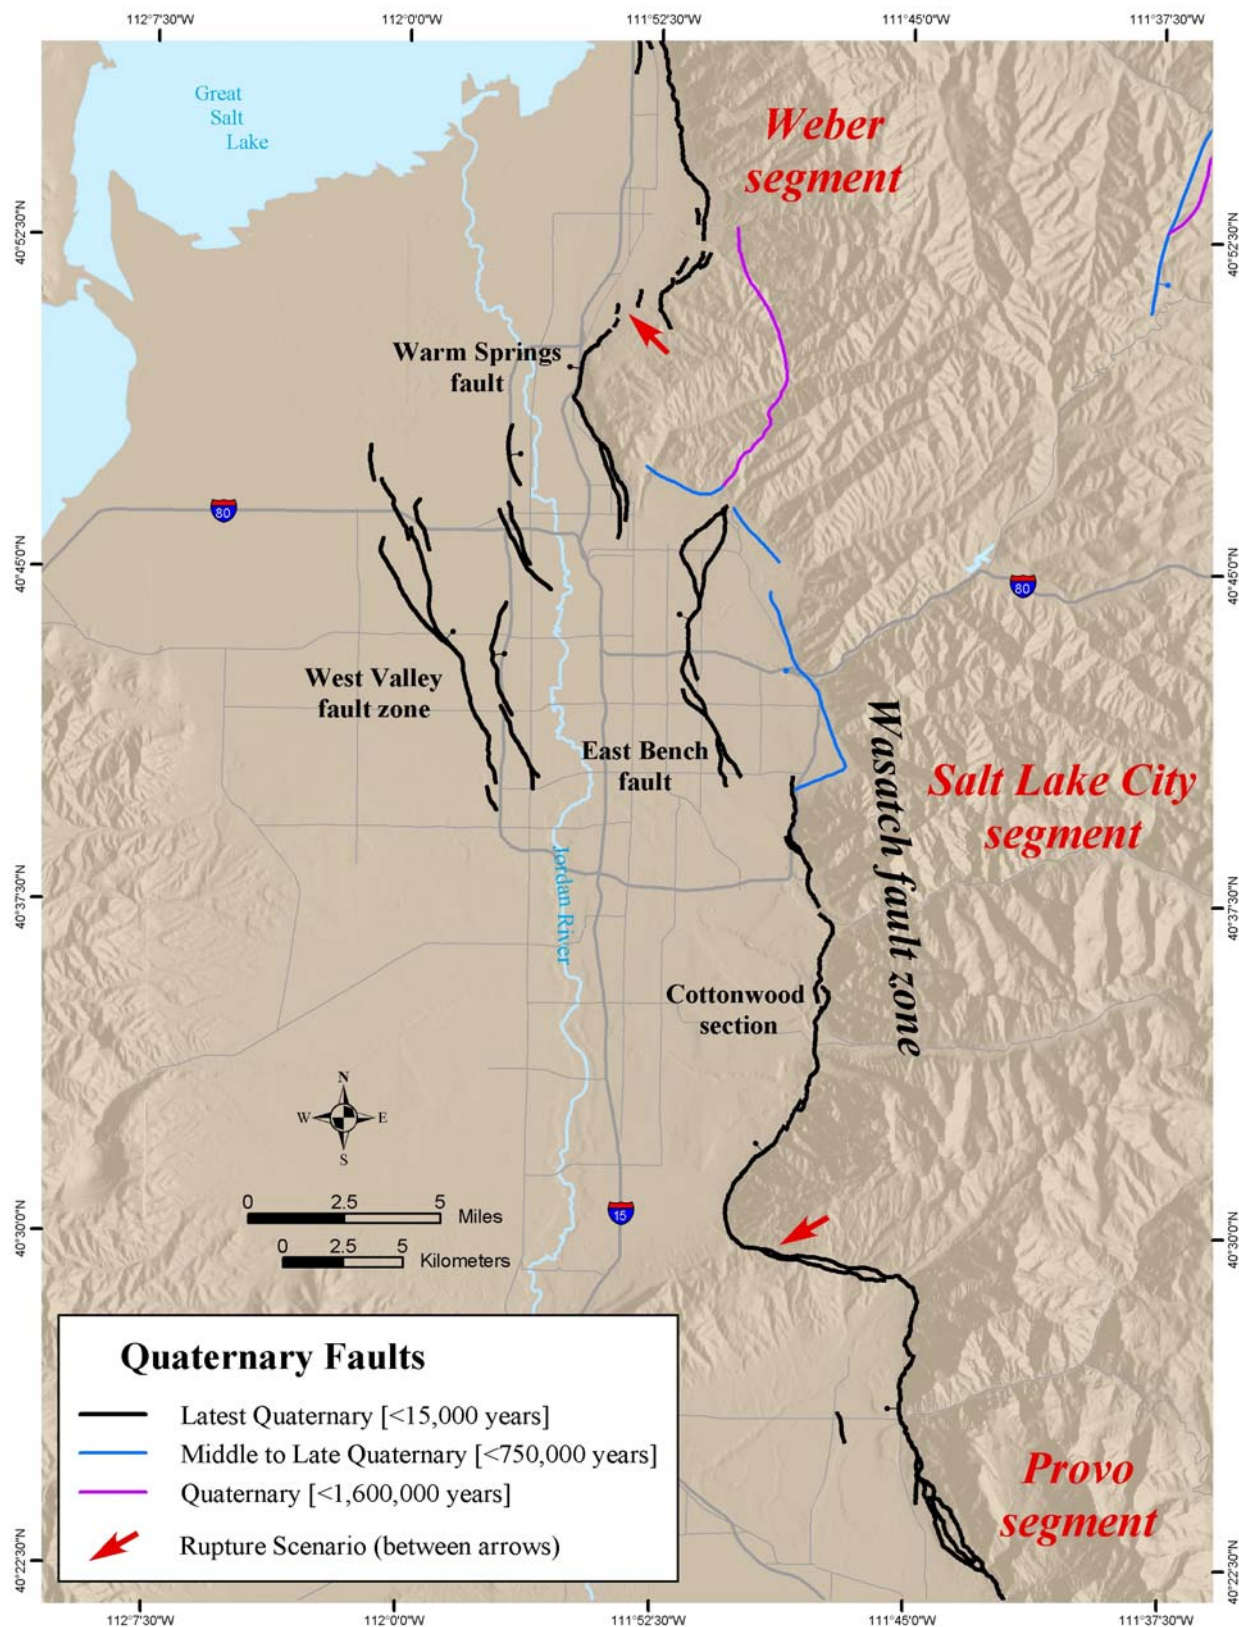 112°7'30"W
112°0'0"W
111°52'30"W
111°45'0"W
111°37'30"W
Great
Salt
Lake
Weber
segment
40°52'30"N
40°52'30"N
Warm Springs
fault
80
40°45'0"N
40°45'0"N
80
West Valley
fault zone
East Bench
fault
Wasatch fault zone
Salt Lake City
segment
Jordan River
40°37'30"N
40°37'30"N
Cottonwood
section
N
W E
S
0 2.5 5
Miles
0 2.5 5
Kilometers
15
40°30'0"N
40°30'0"N
Quaternary Faults
Latest Quaternary [<15,000 years]
Middle to Late Quaternary [<750,000 years]
Quaternary [<1,600,000 years]
Rupture Scenario (between arrows)
Provo
segment
40°22'30"N
40°22'30"N
112°7'30"W
112°0'0"W
111°52'30"W
111°45'0"W
111°37'30"W